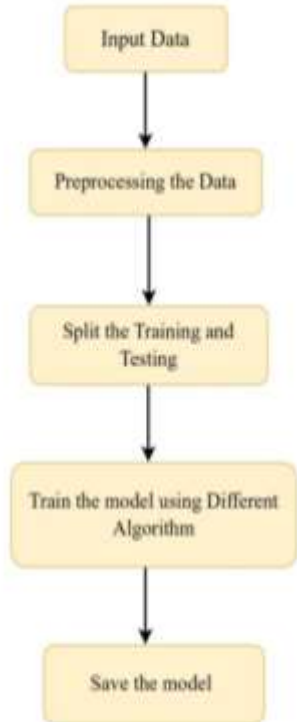 Input Data
Preprocessing the Data
Split the Training and
Testing
Train the model using Different
Algorithm
Save the model